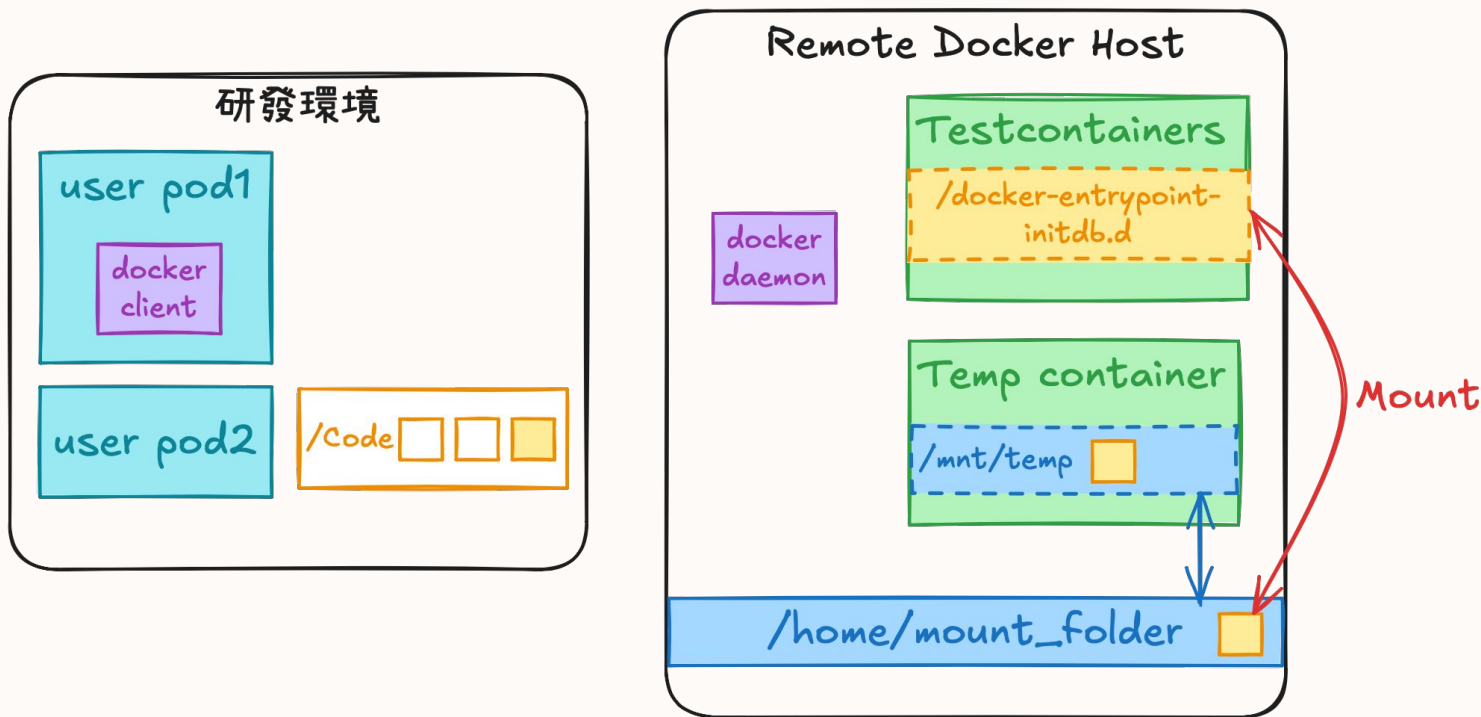 研發環境
user pod1
docker
client
user pod2
/Code
Remote Docker Host
Testcontainers
/docker-entrypoint-
initdb.d
docker
daemon
Temp container
/mnt/temp
Mount
/home/mount_folder